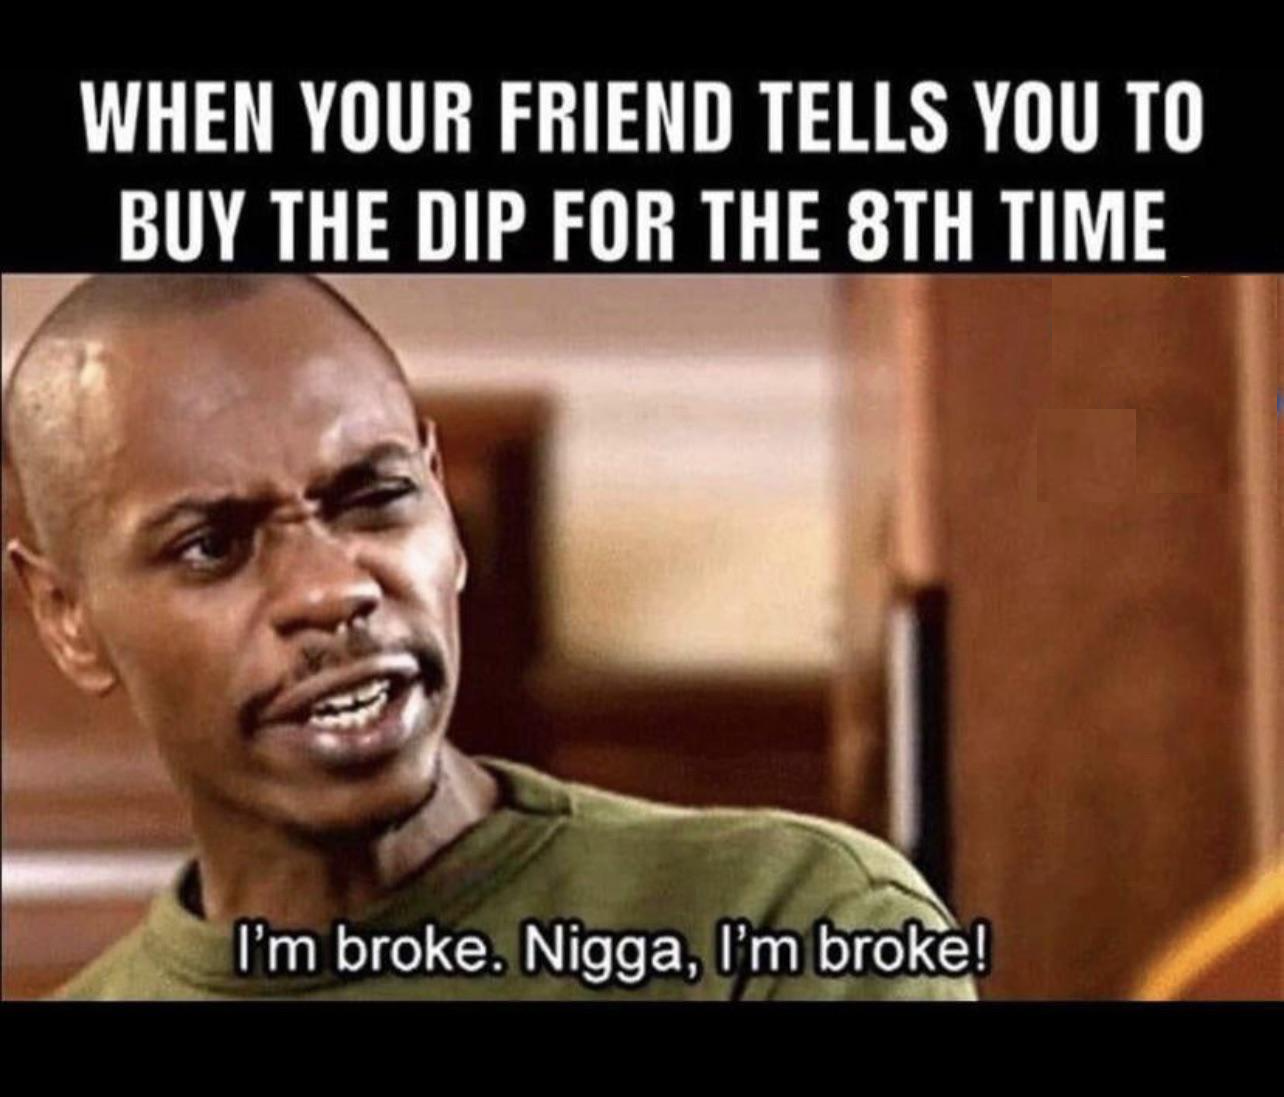 WHEN YOUR FRIEND TELLS YOU TO
BUY THE DIP FOR THE 8TH TIME
I'm broke. Nigga, I'm broke!